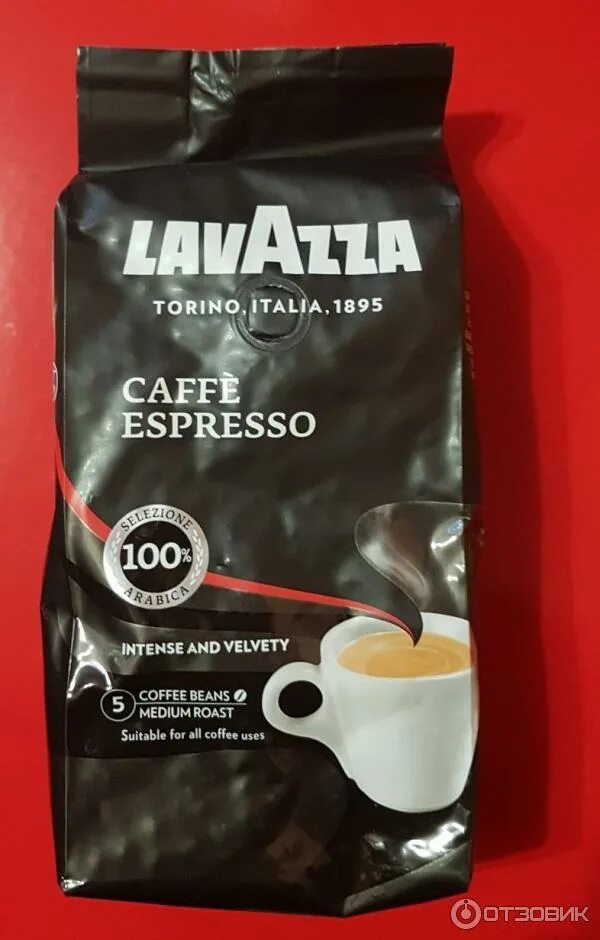 LAVAZZA
TORINO, ITALIA, 1895
CAFFÈ
ESPRESSO
SELEZIONE
100%
ARABICA
INTENSE AND VELVETY
5
COFFEE BEANS
MEDIUM ROAST
Suitable for all coffee uses
ОТЗОВИК